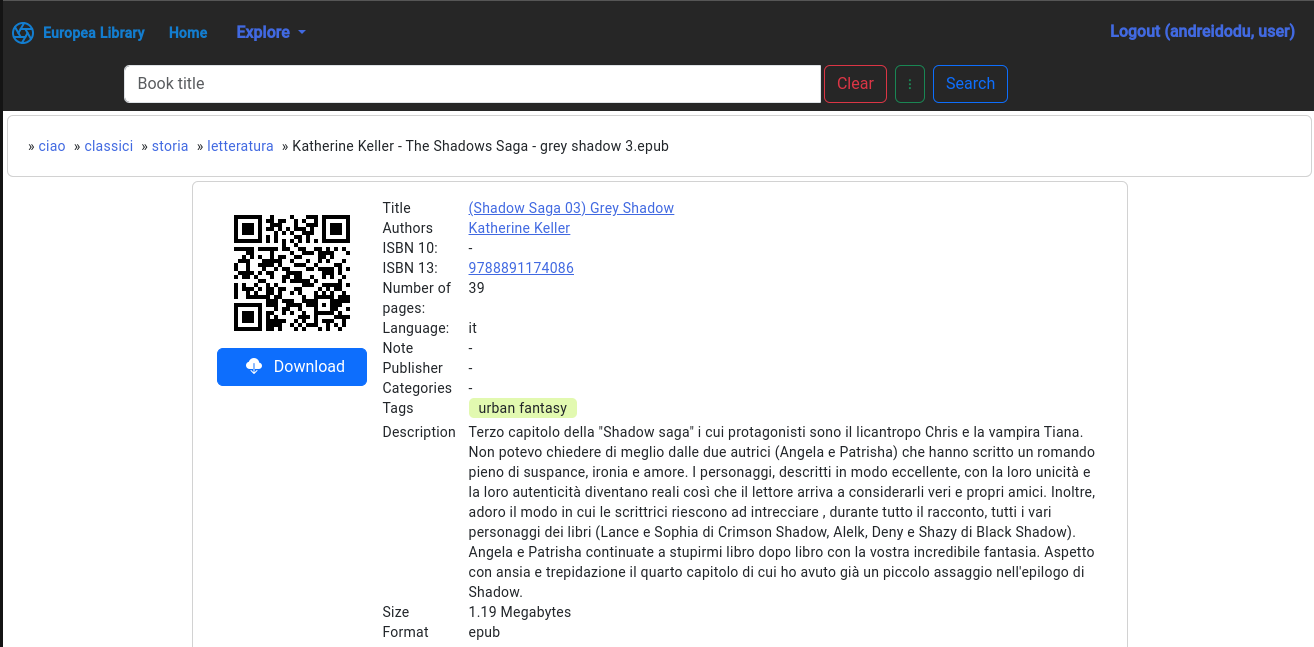 Europea Library Home Explore Logout (andreidodu, user)
Book title Clear Search
» ciao » classici » storia » letteratura » Katherine Keller - The Shadows Saga - grey shadow 3.epub
Title (Shadow Saga 03) Grey Shadow
Authors Katherine Keller
ISBN 10: -
ISBN 13: 9788891174086
Number of pages: 39
Language: it
Note -
Publisher -
Categories -
Download
Tags urban fantasy
Description Terzo capitolo della "Shadow saga" i cui protagonisti sono il licantropo Chris e la vampira Tiana.
Non potevo chiedere di meglio dalle due autrici (Angela e Patrisha) che hanno scritto un romando
pieno di suspance, ironia e amore. I personaggi, descritti in modo eccellente, con la loro unicità e
la loro autenticità diventano reali così che il lettore arriva a considerarli veri e propri amici. Inoltre,
adoro il modo in cui le scrittrici riescono ad intrecciare , durante tutto il racconto, tutti i vari
personaggi dei libri (Lance e Sophia di Crimson Shadow, Alelk, Deny e Shazy di Black Shadow).
Angela e Patrisha continuate a stupirmi libro dopo libro con la vostra incredibile fantasia. Aspetto
con ansia e trepidazione il quarto capitolo di cui ho avuto già un piccolo assaggio nell'epilogo di
Shadow.
Size 1.19 Megabytes
Format epub